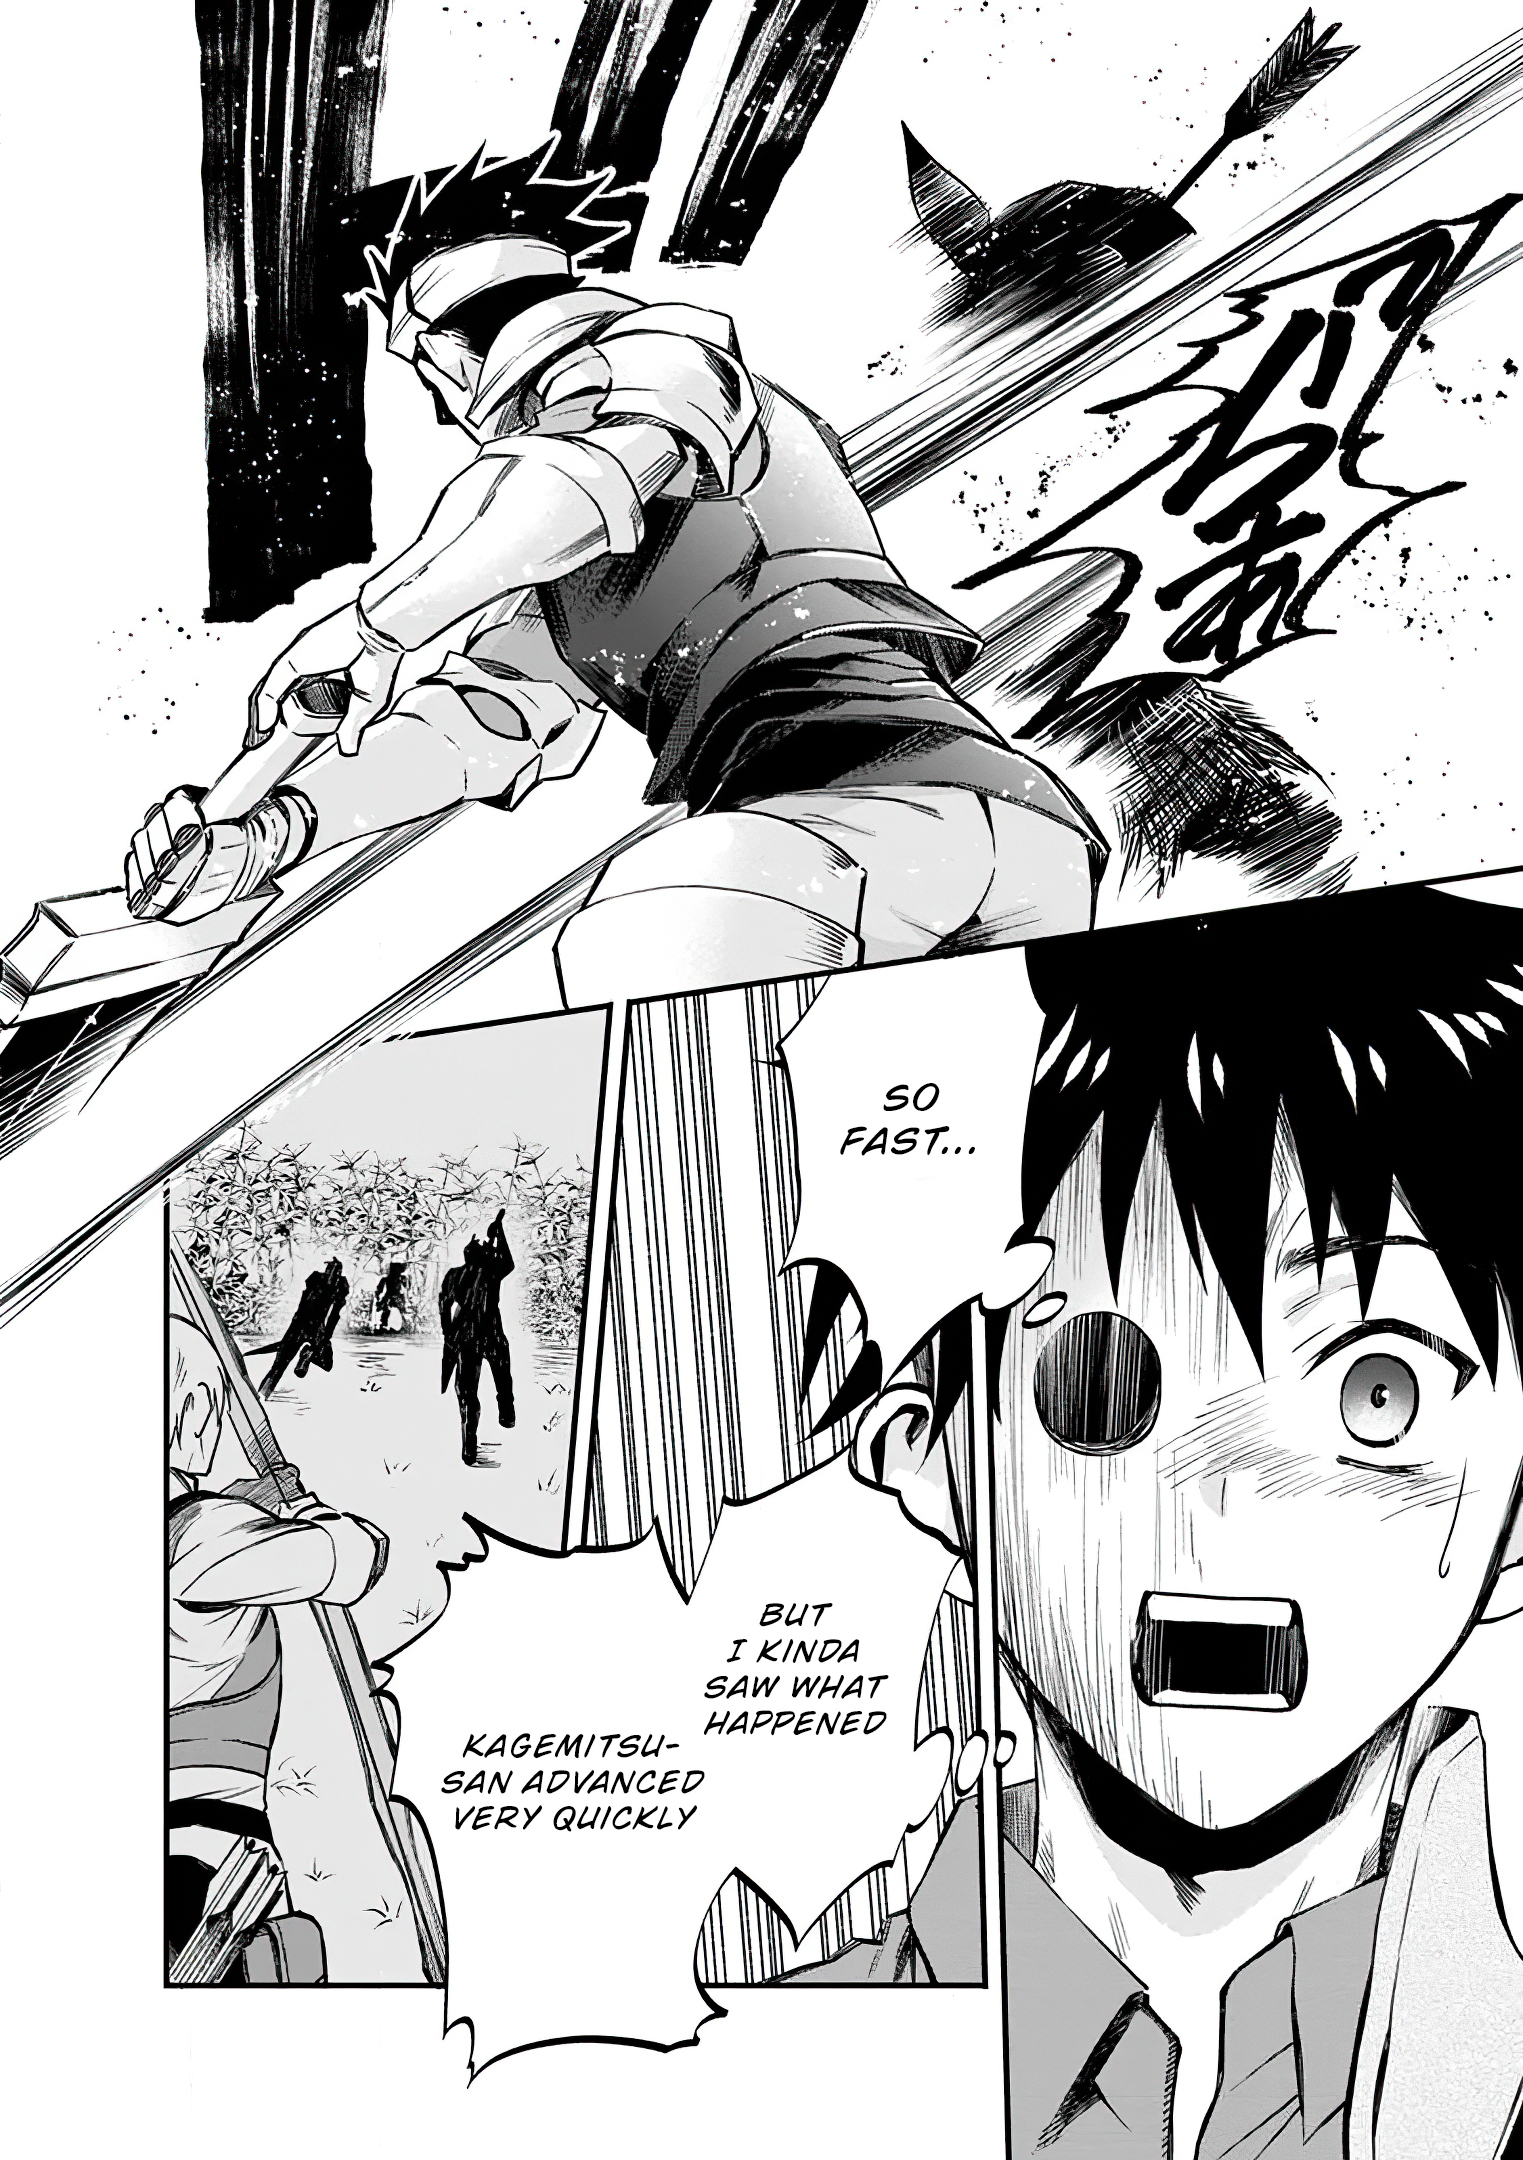 SO
FAST...
BUT
I KINDA
SAW WHAT
HAPPENED
KAGEMITSU-
SAN ADVANCED
VERY QUICKLY